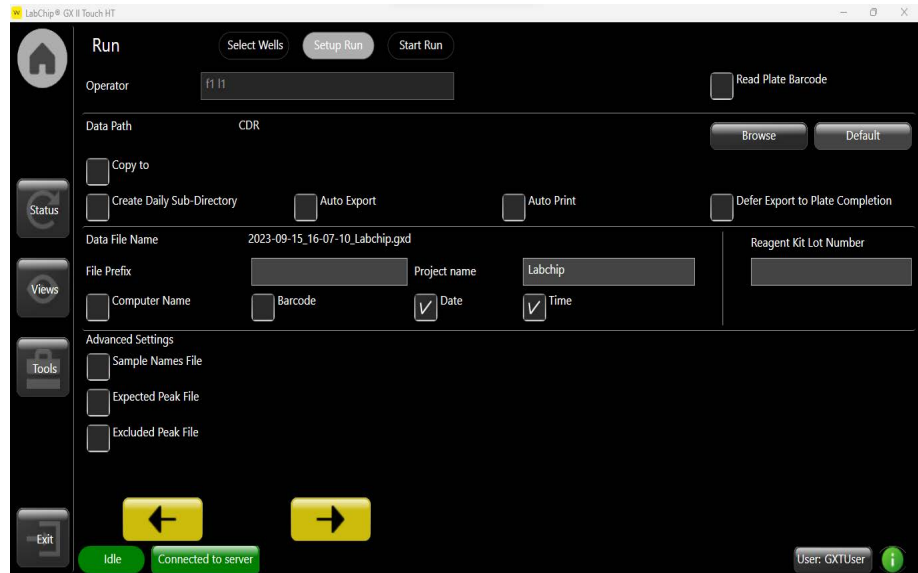 W LabChip® GX II Touch HT
Run
Select Wells
Setup Run
Start Run
Operator
f1 l1
Read Plate Barcode
Data Path
CDR
Browse
Default
Copy to
Create Daily Sub-Directory
Auto Export
Auto Print
Defer Export to Plate Completion
Status
Data File Name
2023-09-15_16-07-10_Labchip.gxd
Reagent Kit Lot Number
File Prefix
Project name
Labchip
Views
Computer Name
Barcode
Date
Time
Advanced Settings
Sample Names File
Tools
Expected Peak File
Excluded Peak File
Exit
Idle
Connected to server
User: GXTUser
i